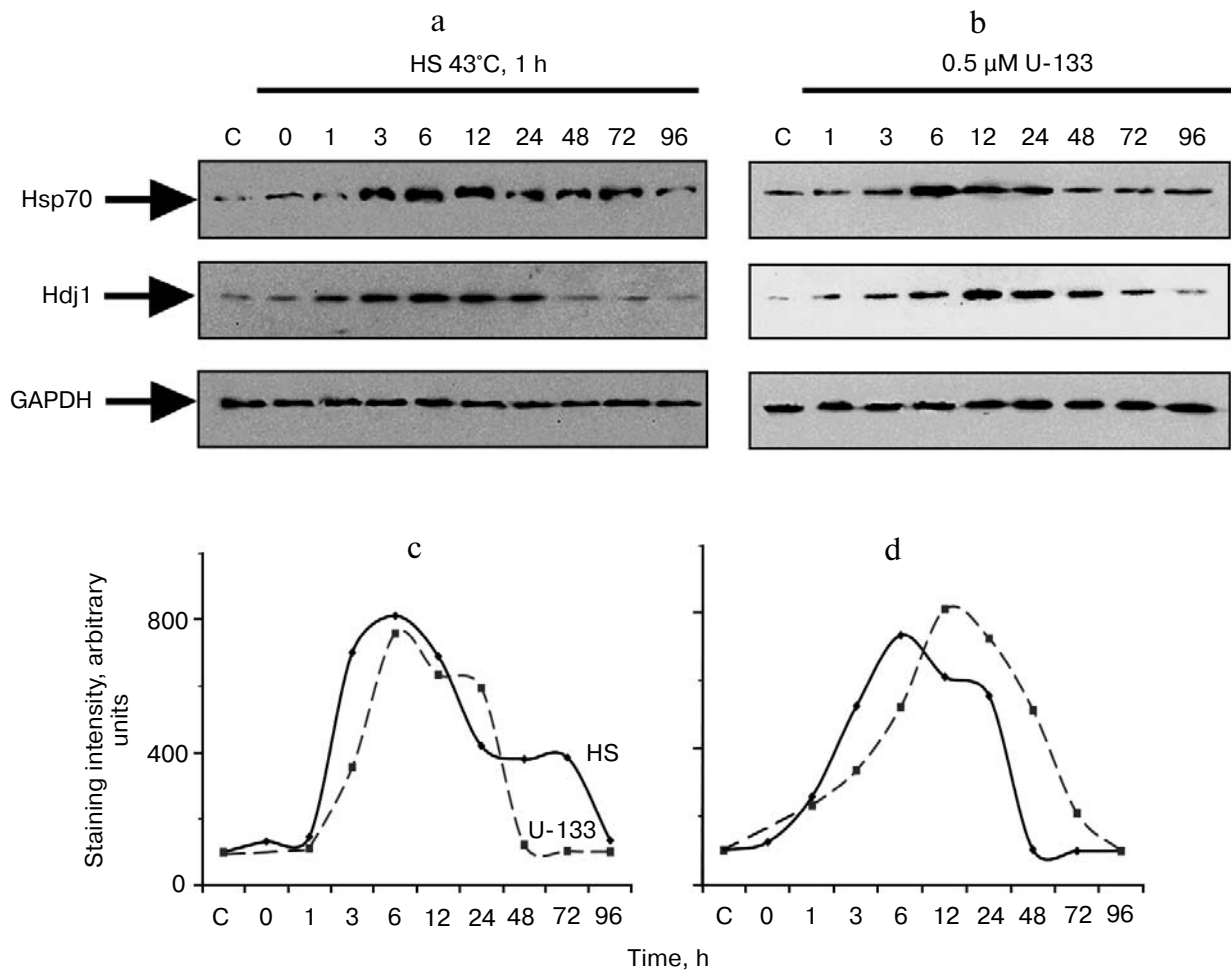 a
b
HS 43°C, 1 h
0.5 µM U-133
C 0 1 3 6 12 24 48 72 96
C 1 3 6 12 24 48 72 96
Hsp70
Hdj1
GAPDH
c
d
Staining intensity, arbitrary
units
800
400
0
HS
U-133
C 0 1 3 6 12 24 48 72 96
C 0 1 3 6 12 24 48 72 96
Time, h